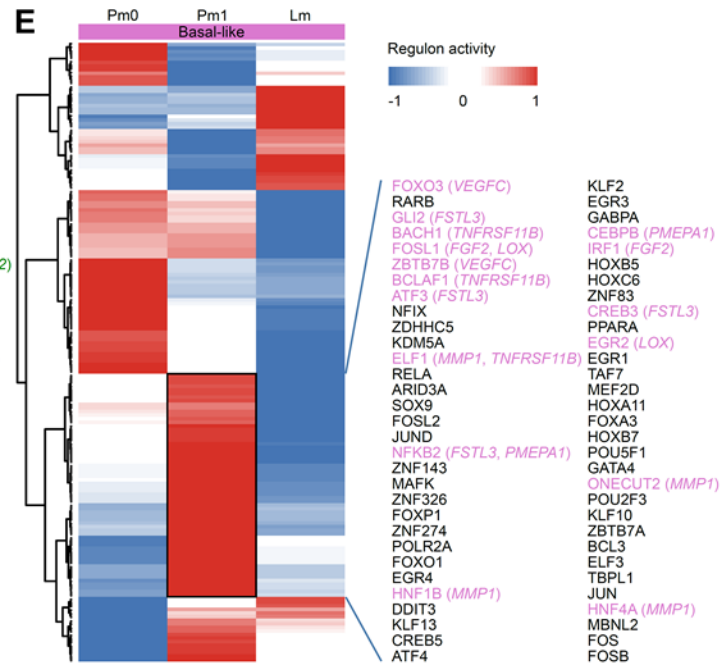 E
Pm0 Pm1 Lm
Basal-like
Regulon activity
-1 0 1
2)
FOXO3 (VEGFC)
RARB
GLI2 (FSTL3)
BACH1 (TNFRSF11B)
FOSL1 (FGF2, LOX)
ZBTB7B (VEGFC)
BCLAF1 (TNFRSF11B)
ATF3 (FSTL3)
NFIX
ZDHHC5
KDM5A
ELF1 (MMP1, TNFRSF11B)
RELA
ARID3A
SOX9
FOSL2
JUND
NFKB2 (FSTL3, PMEPA1)
ZNF143
MAFK
ZNF326
FOXP1
ZNF274
POLR2A
FOXO1
EGR4
HNF1B (MMP1)
DDIT3
KLF13
CREB5
ATF4
KLF2
EGR3
GABPA
CEBPB (PMEPA1)
IRF1 (FGF2)
HOXB5
HOXC6
ZNF83
CREB3 (FSTL3)
PPARA
EGR2 (LOX)
EGR1
TAF7
MEF2D
HOXA11
FOXA3
HOXB7
POU5F1
GATA4
ONECUT2 (MMP1)
POU2F3
KLF10
ZBTB7A
BCL3
ELF3
TBPL1
JUN
HNF4A (MMP1)
MBNL2
FOS
FOSB